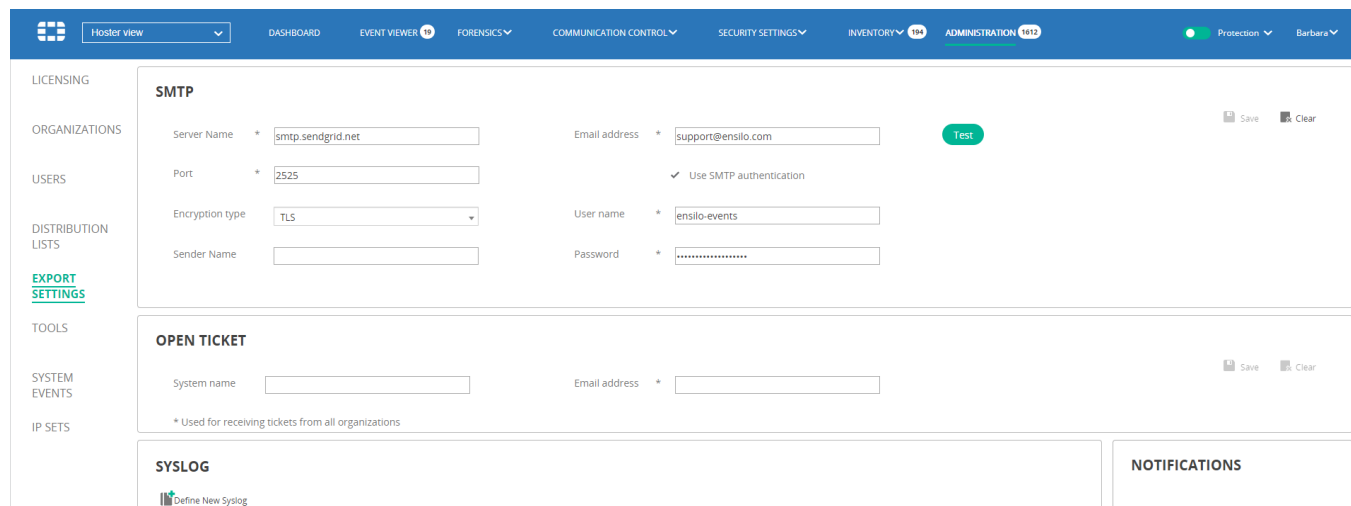 Hoster view
DASHBOARD
EVENT VIEWER 19
FORENSICS
COMMUNICATION CONTROL
SECURITY SETTINGS
INVENTORY 194
ADMINISTRATION 1612
Protection
Barbara
LICENSING
ORGANIZATIONS
USERS
DISTRIBUTION
LISTS
EXPORT
SETTINGS
TOOLS
SYSTEM
EVENTS
IP SETS
SMTP
Save
Clear
Server Name * smtp.sendgrid.net
Email address * support@ensilo.com
Test
Port * 2525
Use SMTP authentication
Encryption type TLS
User name * ensilo-events
Sender Name
Password * •••••••••••••••••••
OPEN TICKET
Save
Clear
System name
Email address *
* Used for receiving tickets from all organizations
SYSLOG
Define New Syslog
NOTIFICATIONS